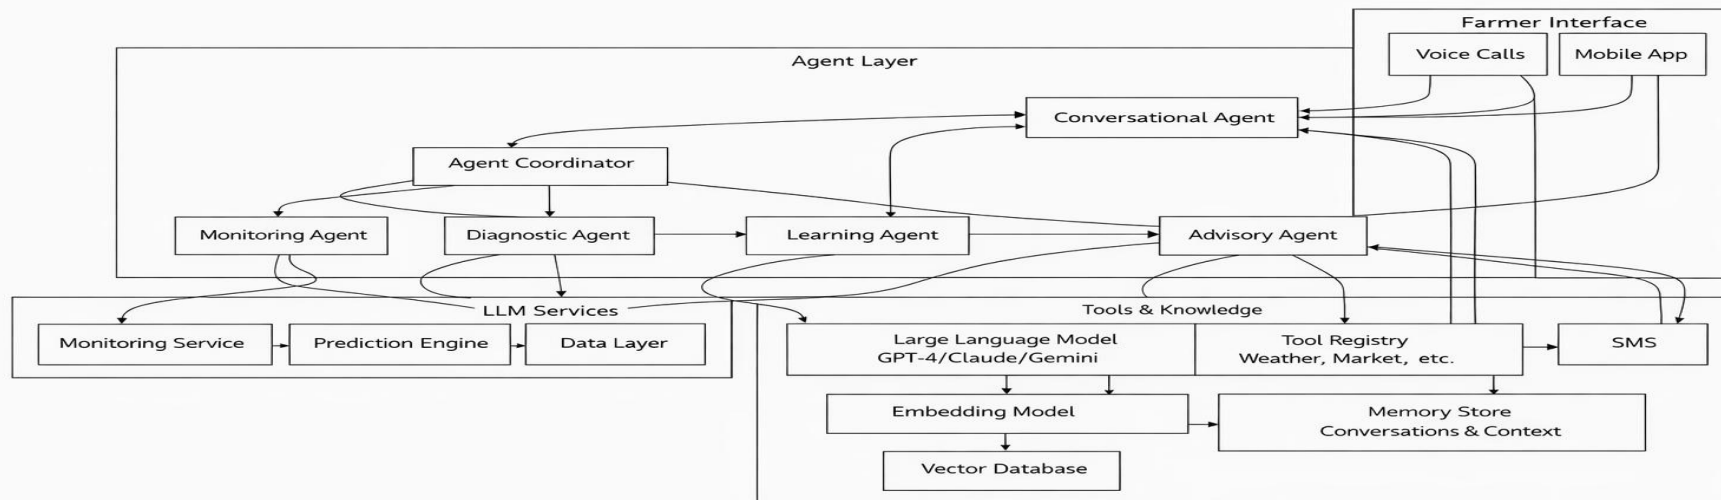 Farmer Interface
Voice Calls
Mobile App
Agent Layer
Conversational Agent
Agent Coordinator
Monitoring Agent
Diagnostic Agent
Learning Agent
Advisory Agent
LLM Services
Monitoring Service
Prediction Engine
Data Layer
Tools & Knowledge
Large Language Model
GPT-4/Claude/Gemini
Tool Registry
Weather, Market, etc.
SMS
Embedding Model
Memory Store
Conversations & Context
Vector Database